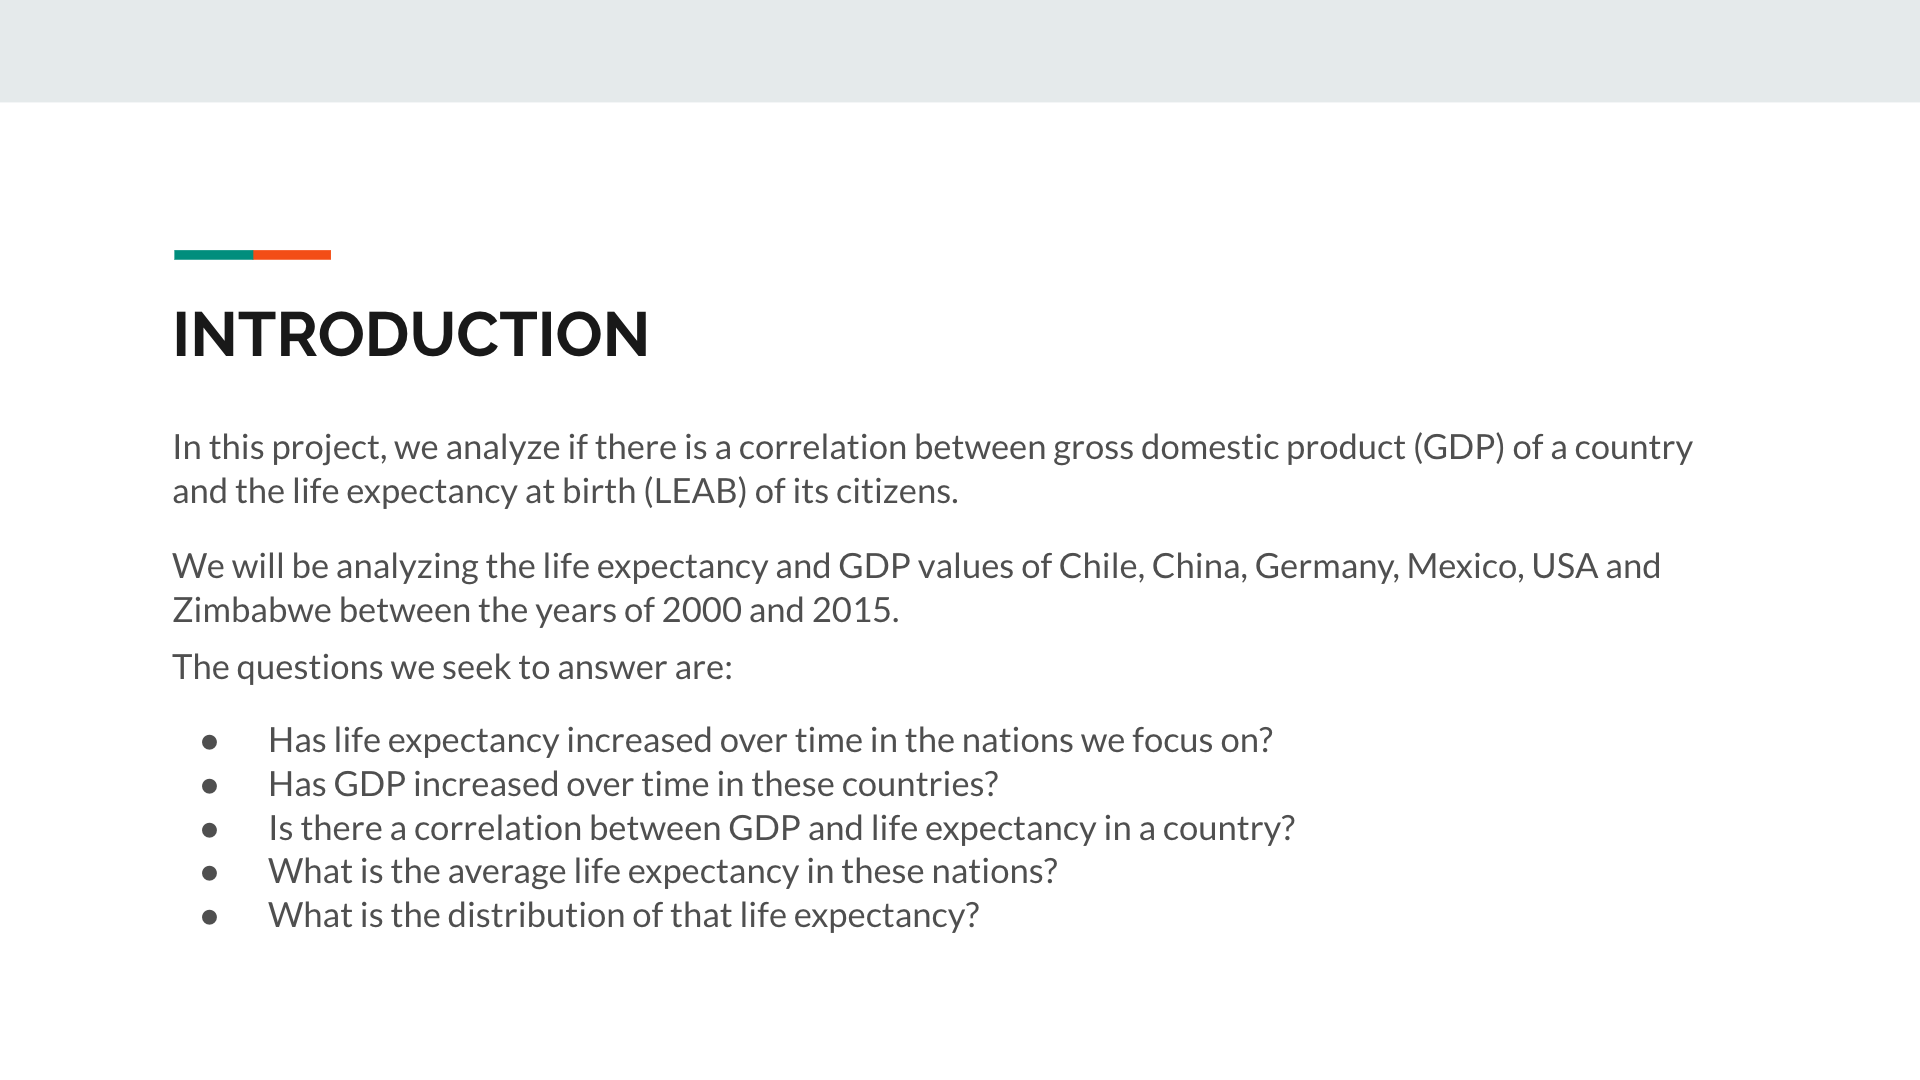 INTRODUCTION
In this project, we analyze if there is a correlation between gross domestic product (GDP) of a country
and the life expectancy at birth (LEAB) of its citizens.
We will be analyzing the life expectancy and GDP values of Chile, China, Germany, Mexico, USA and
Zimbabwe between the years of 2000 and 2015.
The questions we seek to answer are:
● Has life expectancy increased over time in the nations we focus on?
● Has GDP increased over time in these countries?
● Is there a correlation between GDP and life expectancy in a country?
● What is the average life expectancy in these nations?
● What is the distribution of that life expectancy?